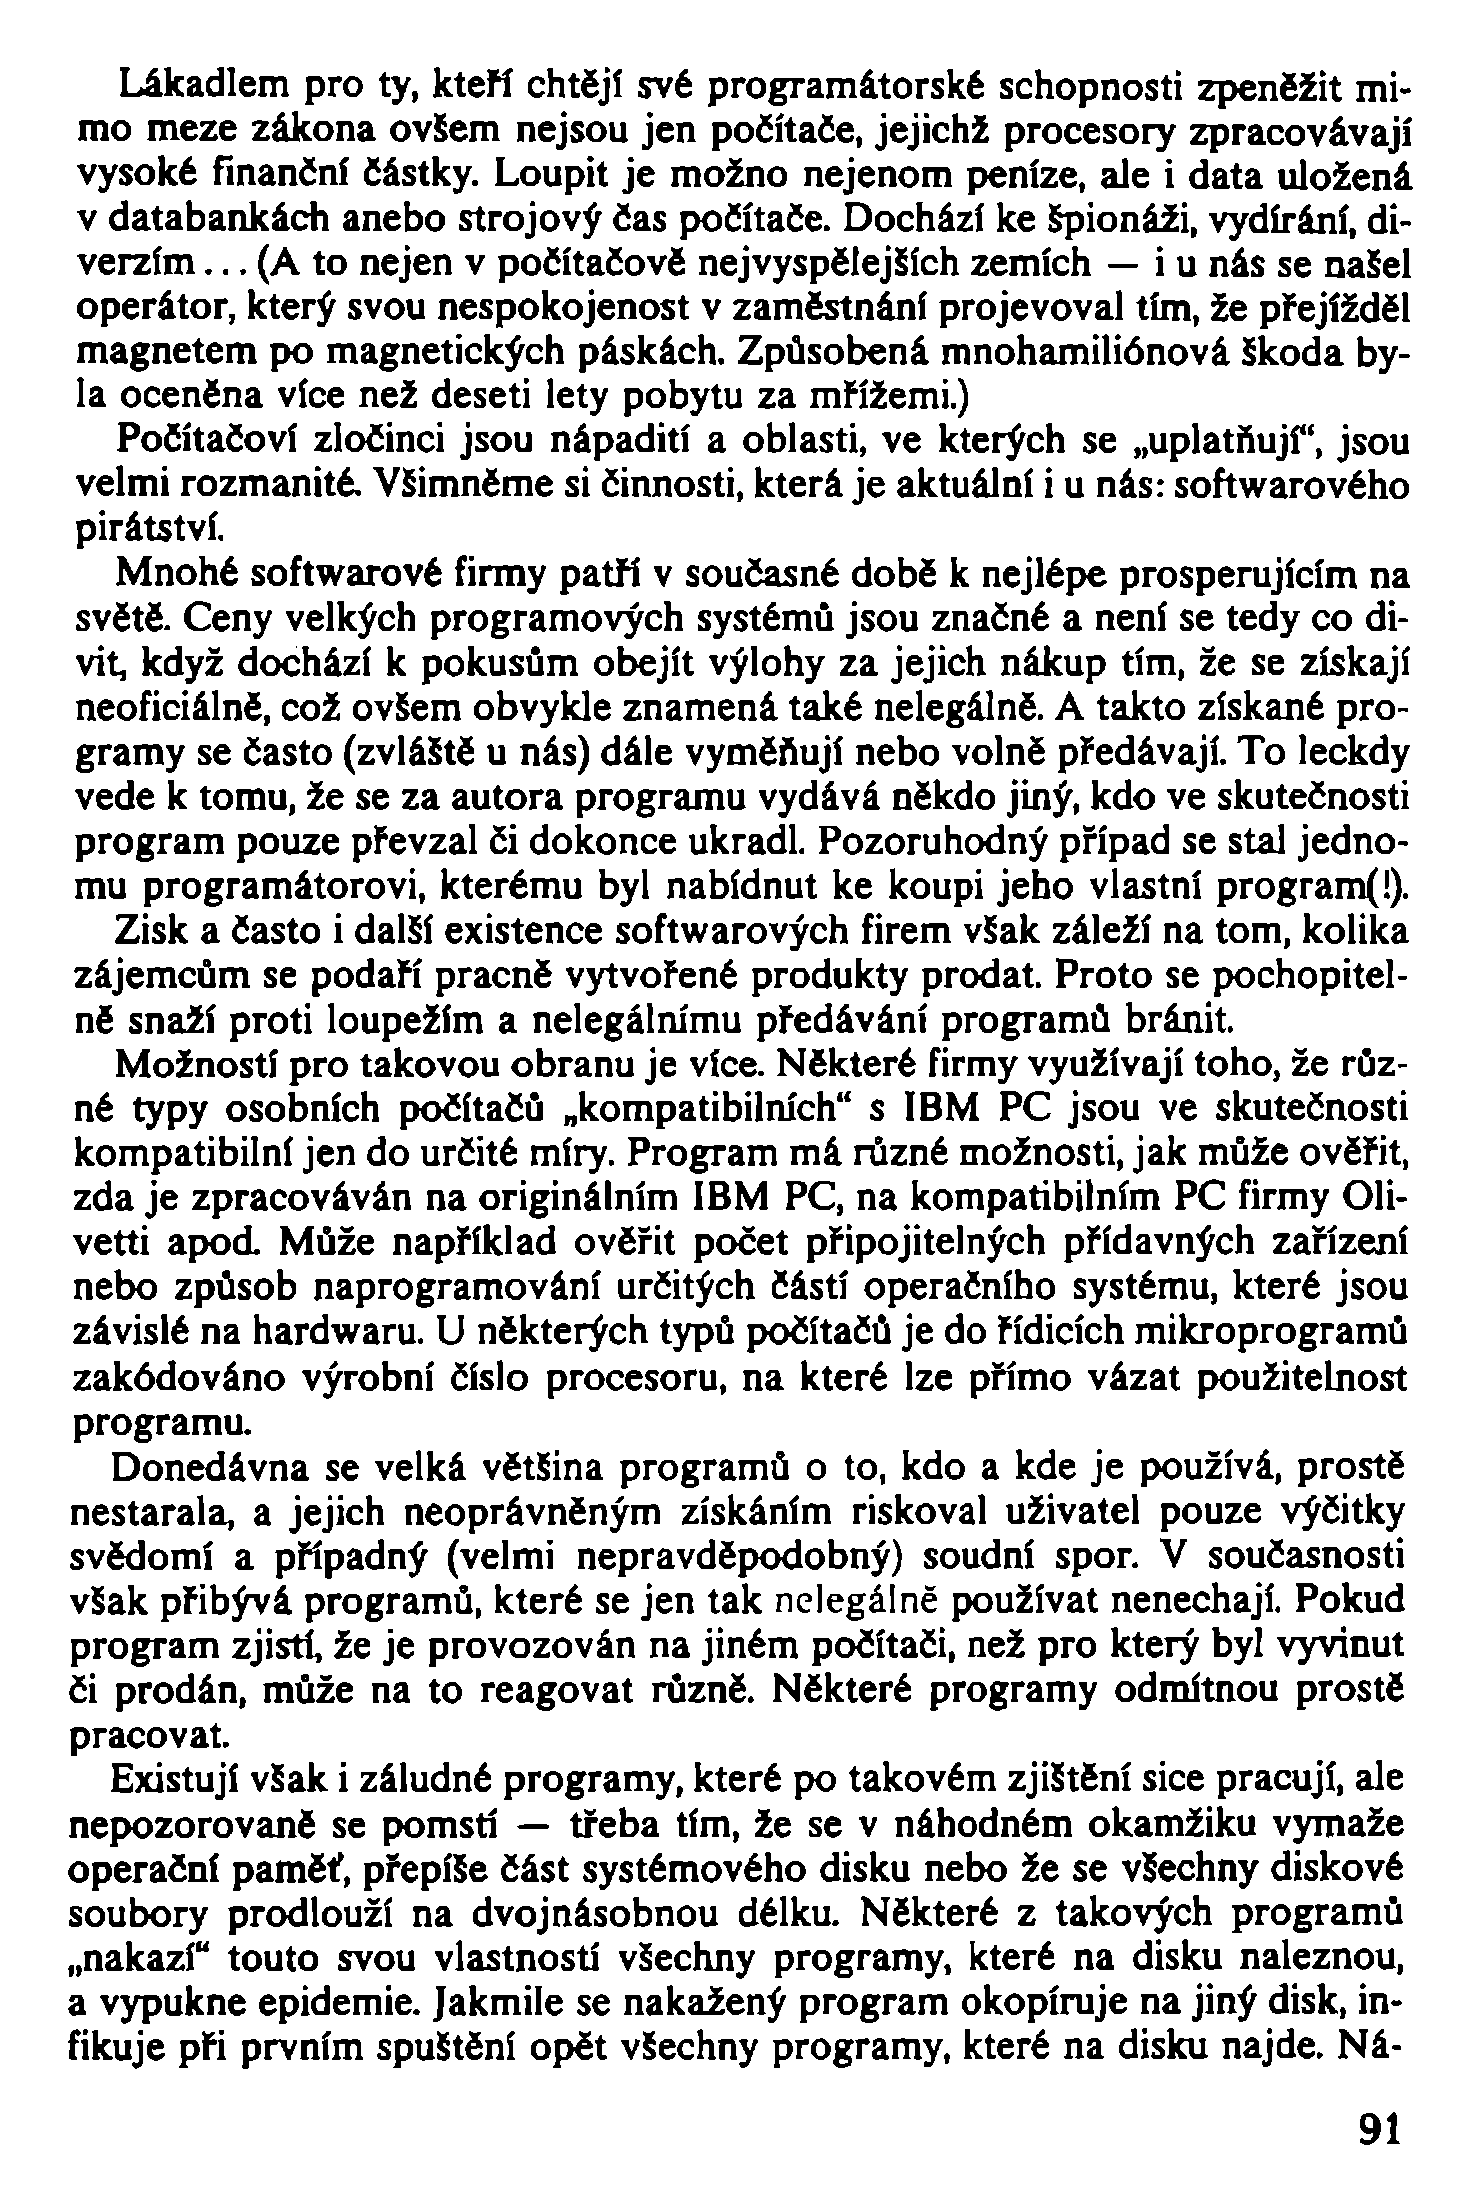 Lákadlem pro ty, kteří chtějí své programátorské schopnosti zpeněžit mi-
mo meze zákona ovšem nejsou jen počítače, jejichž procesory zpracovávají
vysoké finanční částky. Loupit je možno nejenom peníze, ale i data uložená
v databankách anebo strojový čas počítače. Dochází ke špionáži, vydírání, di-
verzím... (A to nejen v počítačově nejvyspělejších zemích — i u nás se našel
operátor, který svou nespokojenost v zaměstnání projevoval tím, že přejížděl
magnetem po magnetických páskách. Způsobená mnohamiliónová škoda by-
la oceněna více než deseti lety pobytu za mřížemi.)
Počítačoví zločinci jsou nápadití a oblasti, ve kterých se „uplatňují“, jsou
velmi rozmanité. Všimněme si činnosti, která je aktuální i u nás: softwarového
pirátství.
Mnohé softwarové firmy patří v současné době k nejlépe prosperujícím na
světě. Ceny velkých programových systémů jsou značné a není se tedy co di-
vit, když dochází k pokusům obejít výlohy za jejich nákup tím, že se získají
neoficiálně, což ovšem obvykle znamená také nelegálně. A takto získané pro-
gramy se často (zvláště u nás) dále vyměňují nebo volně předávají. To leckdy
vede k tomu, že se za autora programu vydává někdo jiný, kdo ve skutečnosti
program pouze převzal či dokonce ukradl. Pozoruhodný případ se stal jedno-
mu programátorovi, kterému byl nabídnut ke koupi jeho vlastní program(!).
Zisk a často i další existence softwarových firem však záleží na tom, kolika
zájemcům se podaří pracně vytvořené produkty prodat. Proto se pochopitel-
ně snaží proti loupežím a nelegálnímu předávání programů bránit.
Možností pro takovou obranu je více. Některé firmy využívají toho, že růz-
né typy osobních počítačů „kompatibilních“ s IBM PC jsou ve skutečnosti
kompatibilní jen do určité míry. Program má různé možnosti, jak může ověřit,
zda je zpracováván na originálním IBM PC, na kompatibilním PC firmy Oli-
vetti apod. Může například ověřit počet připojitelných přídavných zařízení
nebo způsob naprogramování určitých částí operačního systému, které jsou
závislé na hardwaru. U některých typů počítačů je do řídicích mikroprogramů
zakódováno výrobní číslo procesoru, na které lze přímo vázat použitelnost
programu.
Donedávna se velká většina programů o to, kdo a kde je používá, prostě
nestarala, a jejich neoprávněným získáním riskoval uživatel pouze výčitky
svědomí a případný (velmi nepravděpodobný) soudní spor. V současnosti
však přibývá programů, které se jen tak nelegálně používat nenechají. Pokud
program zjistí, že je provozován na jiném počítači, než pro který byl vyvinut
či prodán, může na to reagovat různě. Některé programy odmítnou prostě
pracovat.
Existují však i záludné programy, které po takovém zjištění sice pracují, ale
nepozorovaně se pomstí — třeba tím, že se v náhodném okamžiku vymaže
operační paměť, přepíše část systémového disku nebo že se všechny diskové
soubory prodlouží na dvojnásobnou délku. Některé z takových programů
„nakazí“ touto svou vlastností všechny programy, které na disku naleznou,
a vypukne epidemie. Jakmile se nakažený program okopíruje na jiný disk, in-
fikuje při prvním spuštění opět všechny programy, které na disku najde. Ná-
91